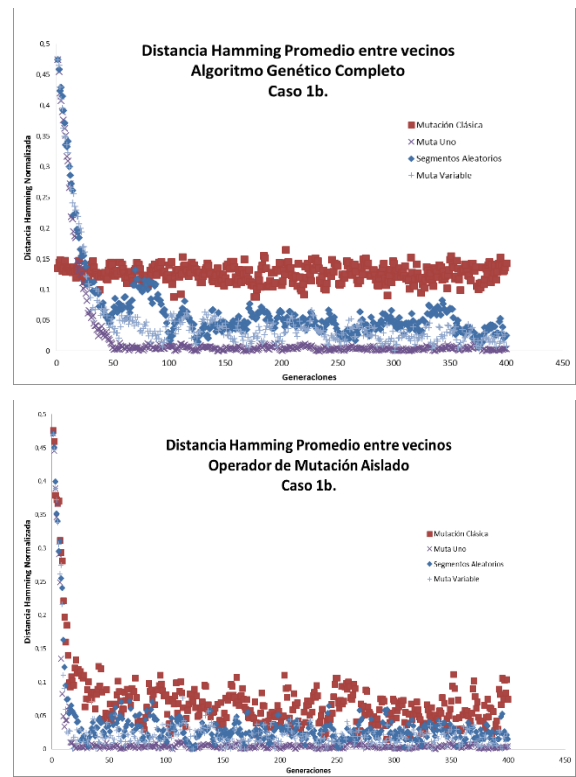 Distancia Hamming Promedio entre vecinos
Algoritmo Genético Completo
Caso 1b.
Distancia Hamming Normalizada
0,5
0,45
0,4
0,35
0,3
0,25
0,2
0,15
0,1
0,05
0
Mutación Clásica
Muta Uno
Segmentos Aleatorios
Muta Variable
0
50
100
150
200
250
300
350
400
450
Generaciones
Distancia Hamming Promedio entre vecinos
Operador de Mutación Aislado
Caso 1b.
Distancia Hamming Normalizada
0,5
0,45
0,4
0,35
0,3
0,25
0,2
0,15
0,1
0,05
0
Mutación Clásica
Muta Uno
Segmentos Aleatorios
Muta Variable
0
50
100
150
200
250
300
350
400
450
Generaciones